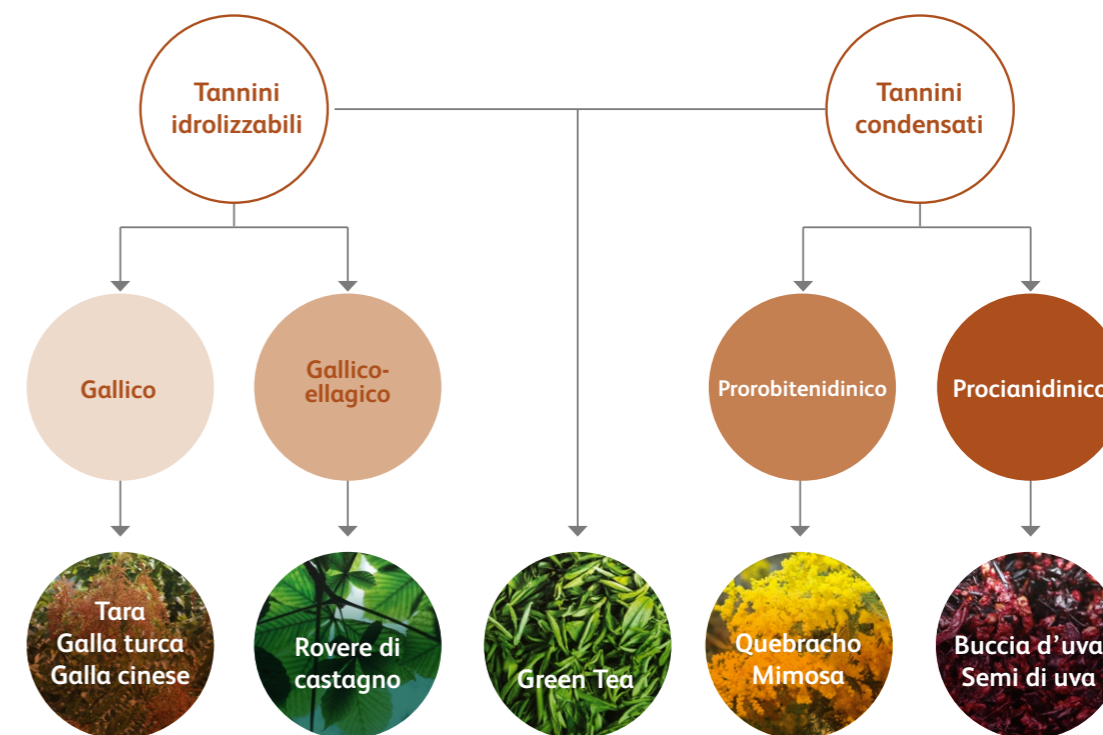 Tannini
idrolizzabili
Tannini
condensati
Gallico
Gallico-
ellagico
Prorobitenidinico
Procianidinico
Tara
Galla turca
Galla cinese
Rovere di
castagno
Green Tea
Quebracho
Mimosa
Buccia d’uva
Semi di uva